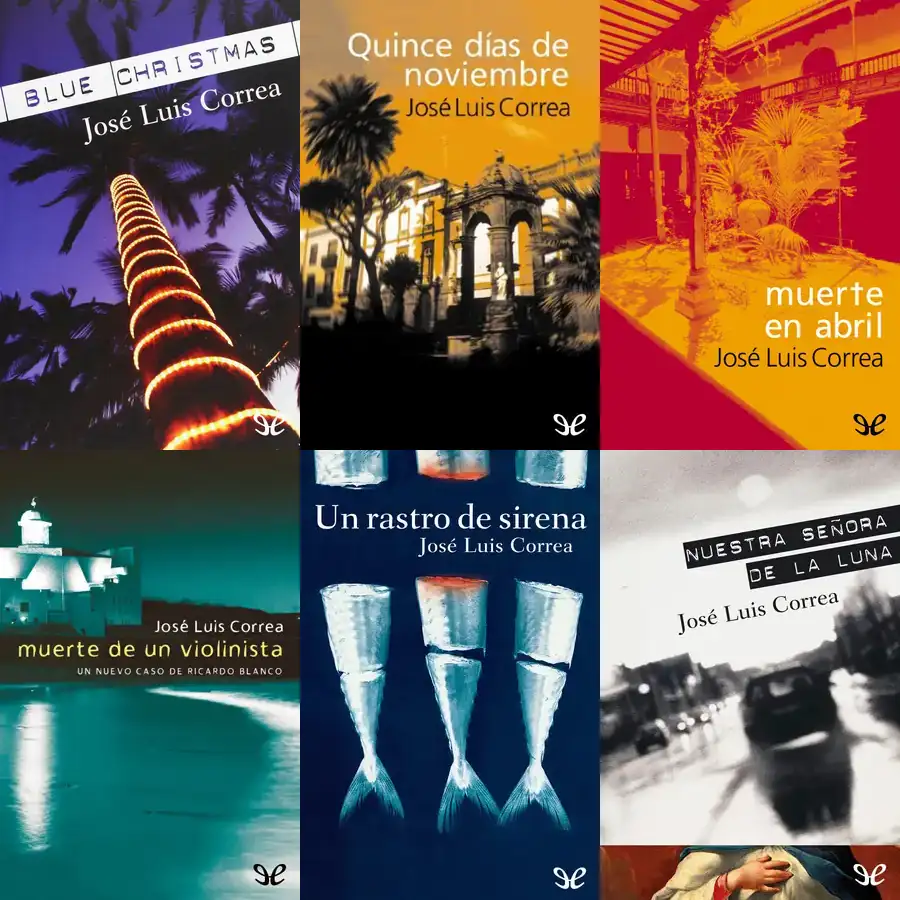 BLUE CHRISTMAS
José Luis Correa
Quince días de
noviembre
José Luis Correa
muerte
en abril
José Luis Correa
José Luis Correa
muerte de un violinista
UN NUEVO CASO DE RICARDO BLANCO
Un rastro de sirena
José Luis Correa
NUESTRA SEÑORA
DE LA LUNA
José Luis Correa